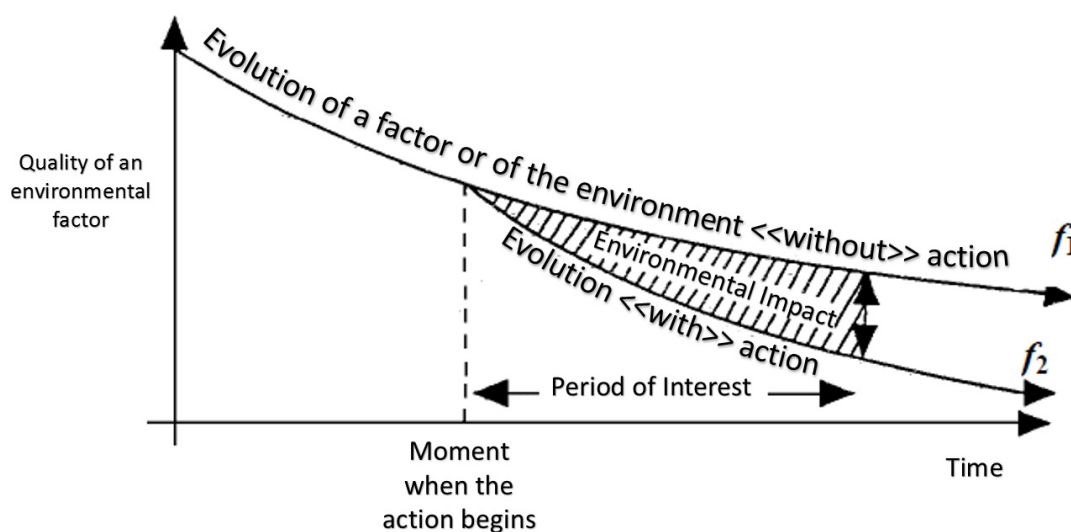 Evolution of a factor or of the environment <<without>> action
Quality of an
environmental
factor
Environmental Impact
Evolution <<with>> action
f1
f2
Period of Interest
Moment
when the
action begins
Time